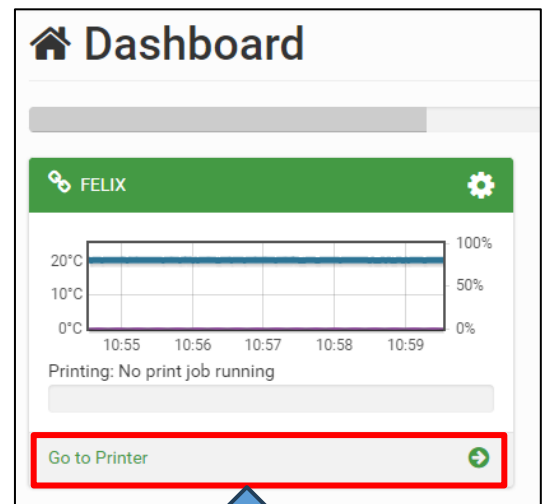 Dashboard
FELIX
100%
20°C
50%
10°C
0°C
0%
10:55 10:56 10:57 10:58 10:59
Printing: No print job running
Go to Printer